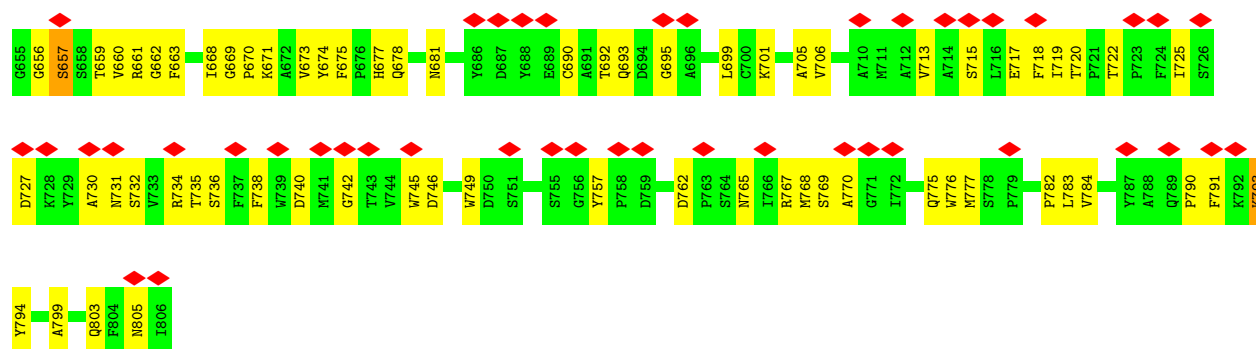 G655 G656 S657 S658 T659 V660 R661 G662 F663 I668 G669 P670 K671 A672 V673 Y674 F675 P676 H677 Q678 N681 Y686 D687 Y688 E689 C690 A691 T692 Q693 D694 G695 A696 L699 C700 K701 A705 V706 A710 M711 A712 V713 A714 S715 L716 E717 F718 I719 T720 P721 T722 P723 F724 I725 S726
D727 K728 Y729 A730 N731 S732 V733 R734 T735 S736 F737 F738 W739 D740 M741 G742 T743 V744 W745 D746 W749 D750 S751 S755 G756 Y757 P758 D759 D762 P763 S764 N765 I766 R767 M768 S769 A770 G771 I772 Q775 W776 M777 S778 P779 P782 L783 V784 Y787 A788 Q789 P790 F791 K792
Y794 A799 Q803 F804 N805 I806